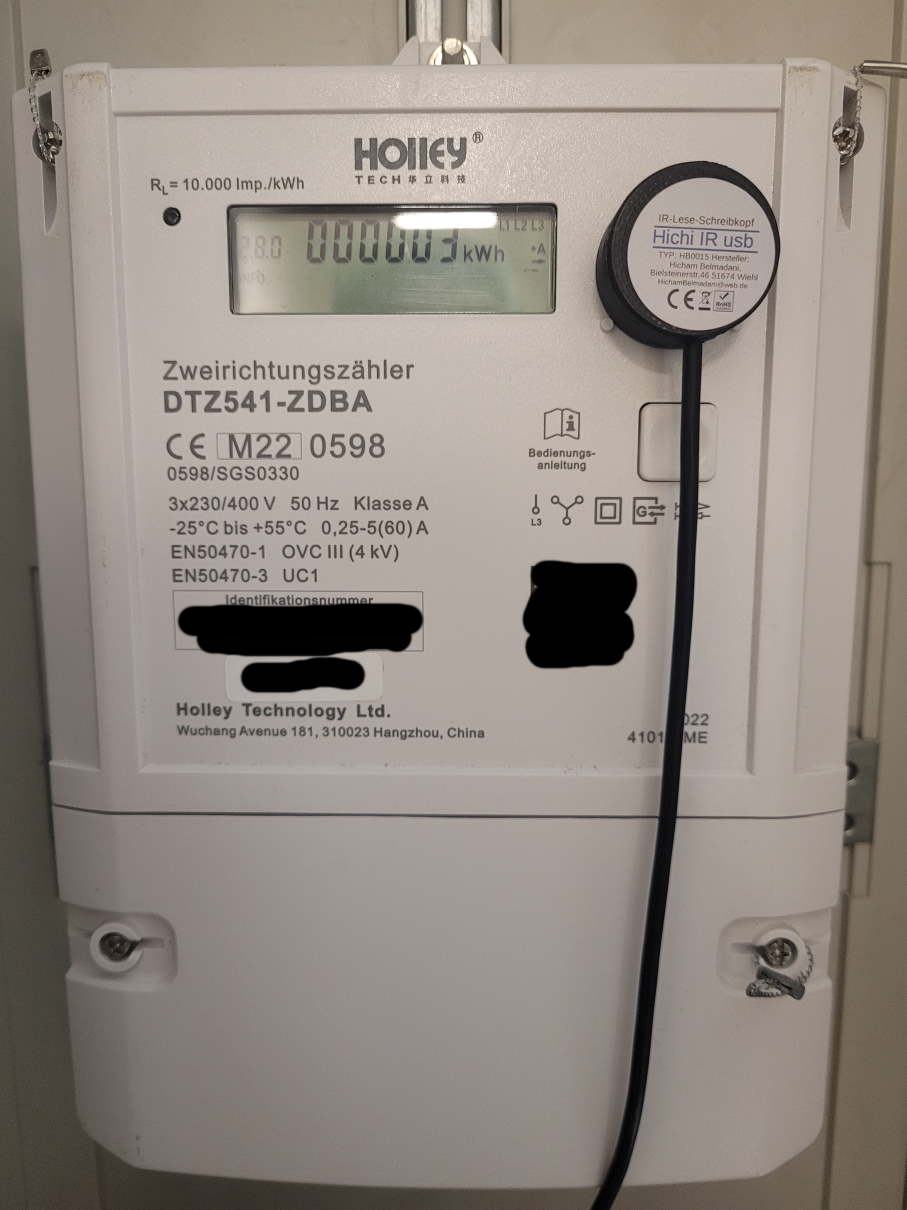 HOLLEY®
TECH 华立科技
RL= 10.000 Imp./kWh
L1 L2 L3
2.8.0 000003 kWh +A
IR-Lese-Schreibkopf
Hichi IR usb
TYP: HB0015 Hersteller:
Hicham Belmadani,
Bielsteinerstr.46 51674 Wiehl
HichamBelmadani@web.de
CE RoHS
Zweirichtungszähler
DTZ541-ZDBA
CE M22 0598
0598/SGS0330
Bedienungs-
anleitung
3x230/400 V 50 Hz Klasse A
-25°C bis +55°C 0,25-5(60) A
L3 G
EN50470-1 OVC III (4 kV)
EN50470-3 UC1
Identifikationsnummer
Holley Technology Ltd.
Wuchang Avenue 181, 310023 Hangzhou, China